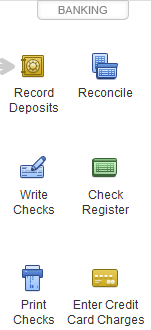 BANKING
Record
Deposits
Reconcile
Write
Checks
Check
Register
Print
Checks
Enter Credit
Card Charges